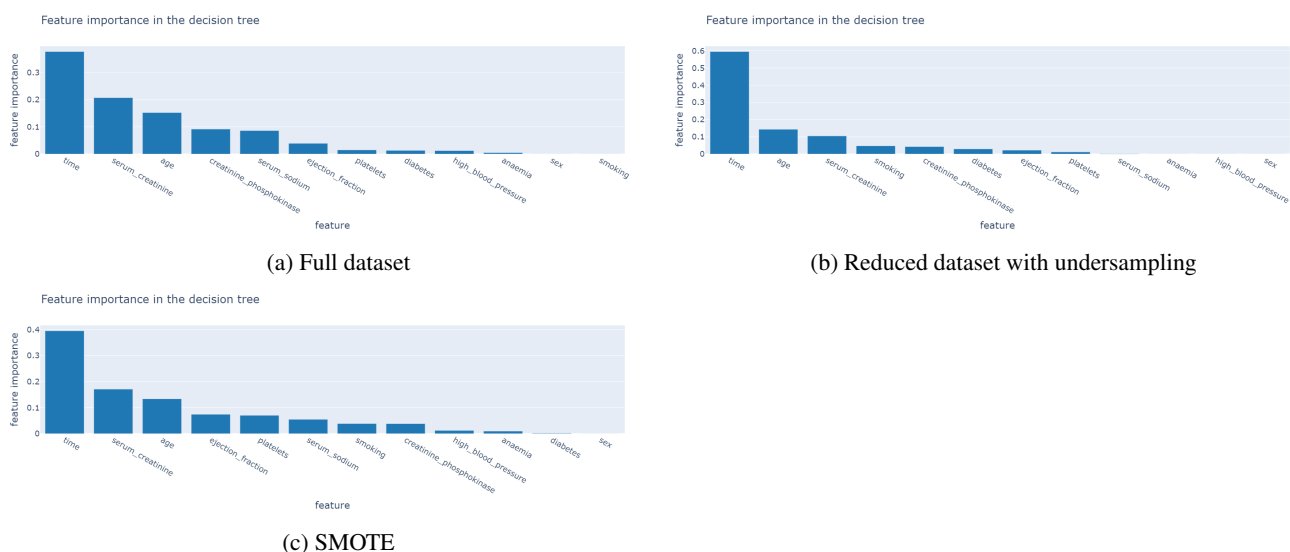 Feature importance in the decision tree
feature importance
0.3
0.2
0.1
0
time
serum_creatinine
age
creatinine_phosphokinase
serum_sodium
ejection_fraction
platelets
diabetes
high_blood_pressure
anaemia
sex
smoking
feature
(a) Full dataset
Feature importance in the decision tree
feature importance
0.6
0.5
0.4
0.3
0.2
0.1
0
time
age
serum_creatinine
smoking
creatinine_phosphokinase
diabetes
ejection_fraction
platelets
serum_sodium
anaemia
high_blood_pressure
sex
feature
(b) Reduced dataset with undersampling
Feature importance in the decision tree
feature importance
0.4
0.3
0.2
0.1
0
time
serum_creatinine
age
ejection_fraction
platelets
serum_sodium
smoking
creatinine_phosphokinase
high_blood_pressure
anaemia
diabetes
sex
feature
(c) SMOTE